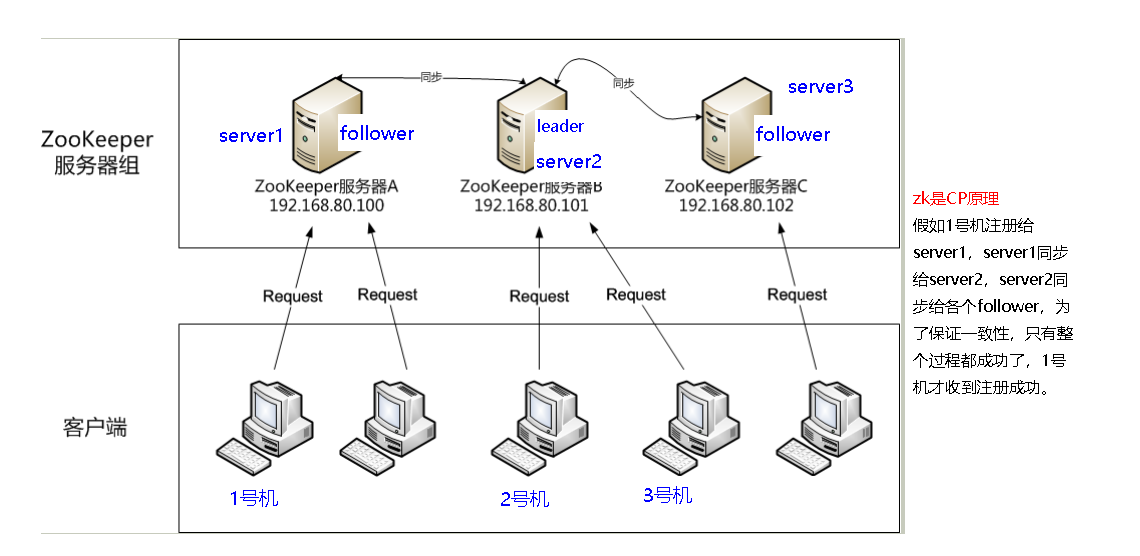 同步
同步
server3
server1
follower
leader
follower
server2
ZooKeeper
服务器组
ZooKeeper服务器A
192.168.80.100
ZooKeeper服务器B
192.168.80.101
ZooKeeper服务器C
192.168.80.102
zk是CP原理
假如1号机注册给
server1，server1同步
给server2，server2同
步给各个follower，为
了保证一致性，只有整
个过程都成功了，1号
机才收到注册成功。
Request
Request
Request
Request
Request
客户端
1号机
2号机
3号机